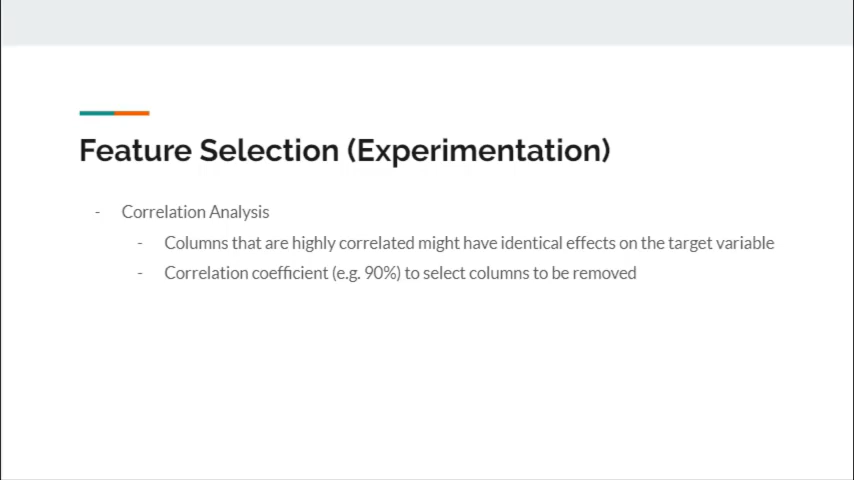 Feature Selection (Experimentation)
- Correlation Analysis
- Columns that are highly correlated might have identical effects on the target variable
- Correlation coefficient (e.g. 90%) to select columns to be removed